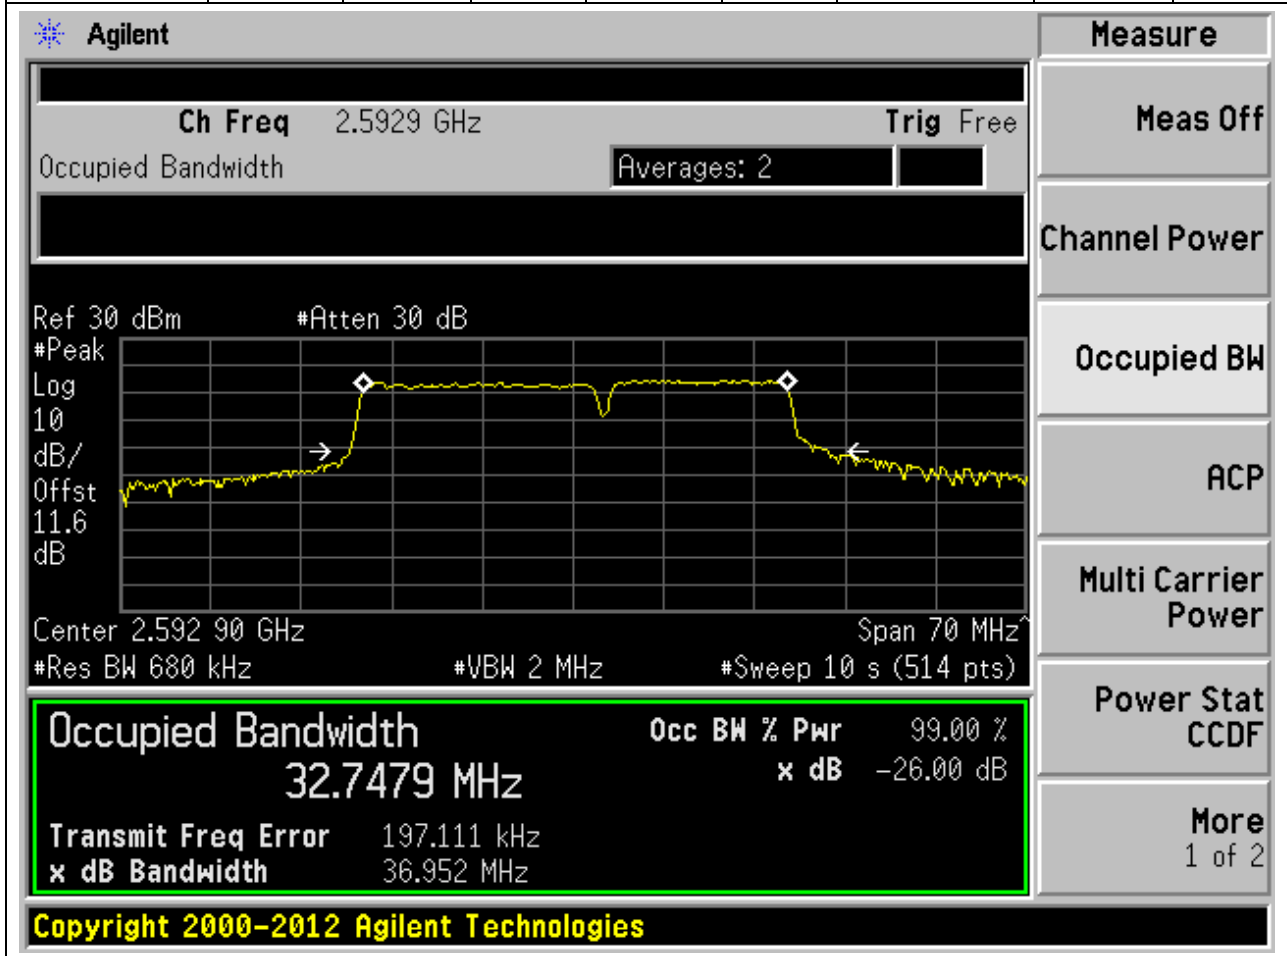 Agilent
Measure
Ch Freq 2.5929 GHz Trig Free
Occupied Bandwidth Averages: 2
Meas Off
Channel Power
Occupied BW
ACP
Multi Carrier
Power
Power Stat
CCDF
More
1 of 2
Ref 30 dBm #Atten 30 dB
#Peak
Log
10
dB/
Offst
11.6
dB
Center 2.592 90 GHz Span 70 MHz^
#Res BW 680 kHz #VBW 2 MHz #Sweep 10 s (514 pts)
Occupied Bandwidth Occ BW % Pwr 99.00 %
32.7479 MHz x dB -26.00 dB
Transmit Freq Error 197.111 kHz
x dB Bandwidth 36.952 MHz
Copyright 2000-2012 Agilent Technologies